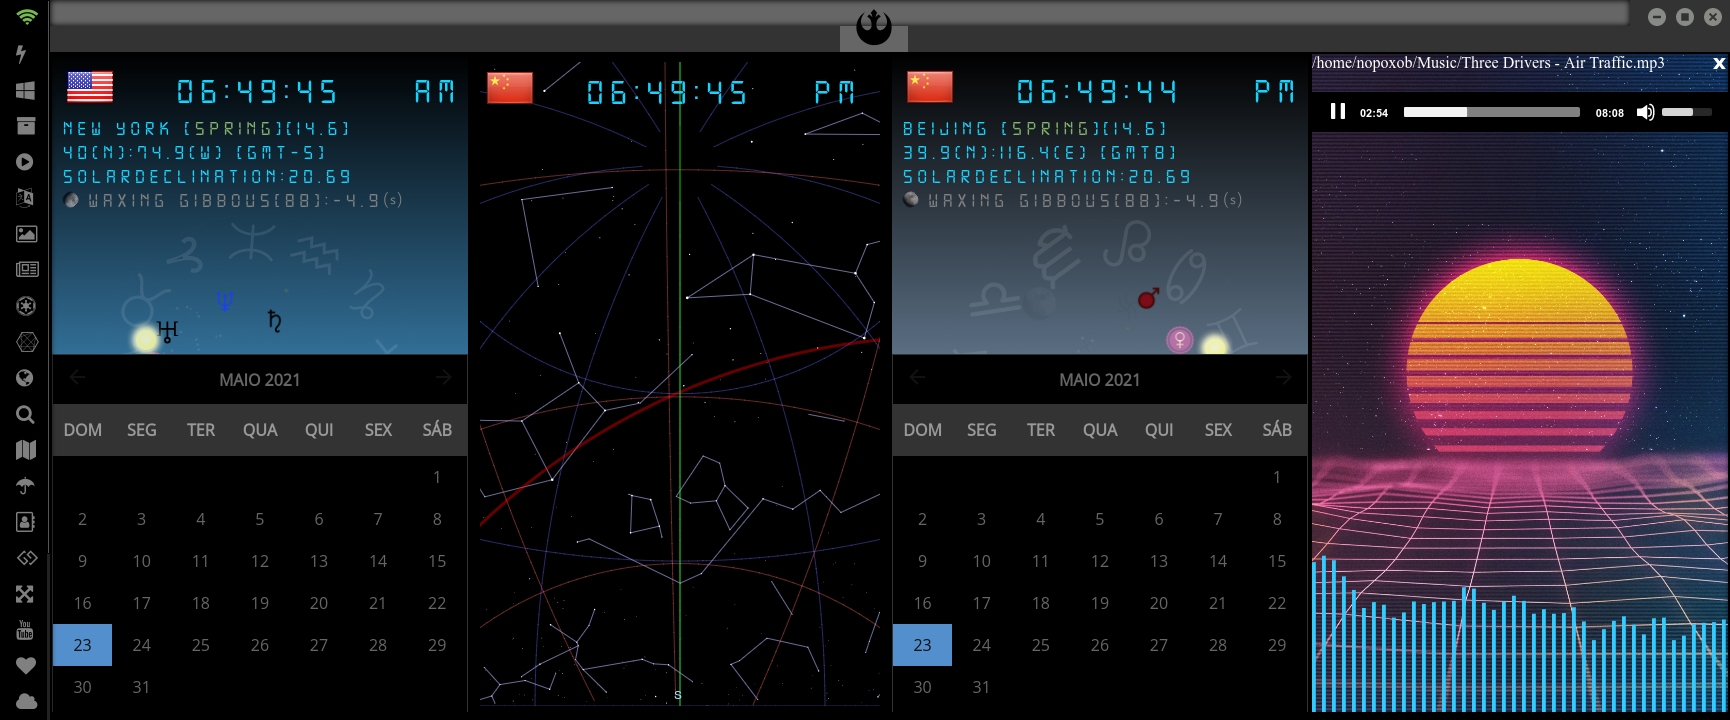 06:49:45 AM
NEW YORK [SPRING][14.6]
40(N):74.9(W) [GMT-5]
SOLARDECLINATION:20.69
WAXING GIBBOUS[88]:-4.9(s)
MAIO 2021
DOM SEG TER QUA QUI SEX SÁB
1
2 3 4 5 6 7 8
9 10 11 12 13 14 15
16 17 18 19 20 21 22
23 24 25 26 27 28 29
30 31
06:49:45 PM
S
06:49:44 PM
BEIJING [SPRING][14.6]
39.9(N):116.4(E) [GMT8]
SOLARDECLINATION:20.69
WAXING GIBBOUS[88]:-4.9(s)
MAIO 2021
DOM SEG TER QUA QUI SEX SÁB
1
2 3 4 5 6 7 8
9 10 11 12 13 14 15
16 17 18 19 20 21 22
23 24 25 26 27 28 29
30 31
/home/nopoxob/Music/Three Drivers - Air Traffic.mp3 x
02:54 08:08
You
Tube